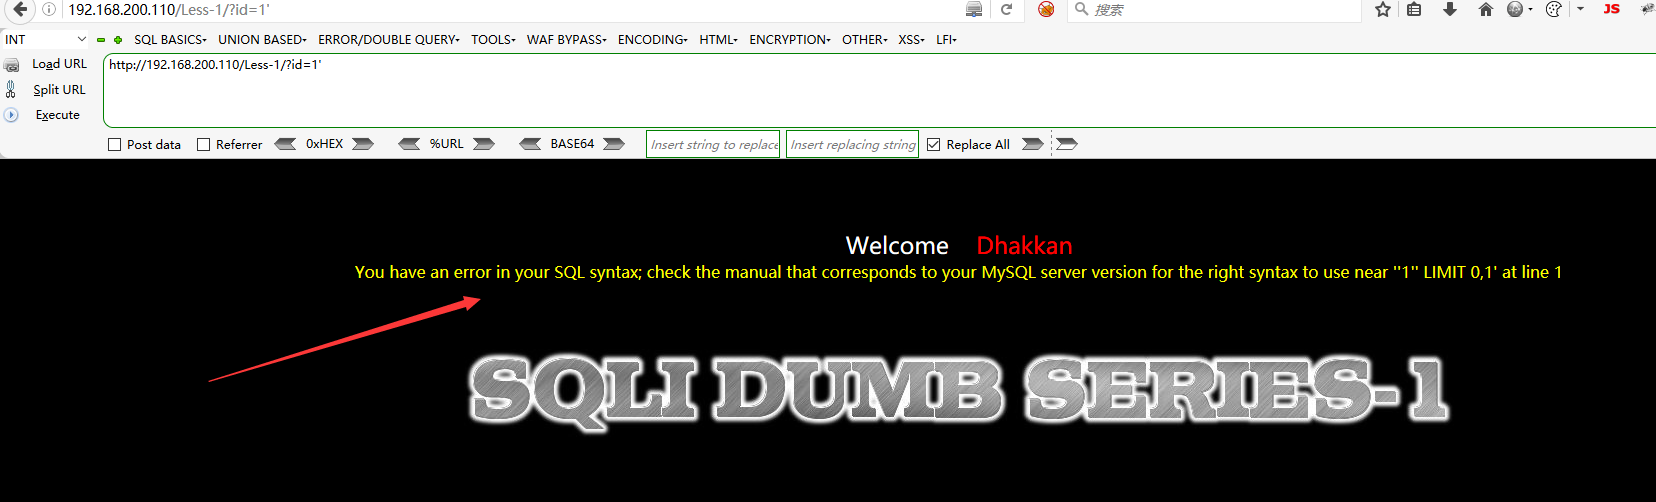 192.168.200.110/Less-1/?id=1'
搜索
JS
INT SQL BASICS UNION BASED ERROR/DOUBLE QUERY TOOLS WAF BYPASS ENCODING HTML ENCRYPTION OTHER XSS LFI
Load URL http://192.168.200.110/Less-1/?id=1'
Split URL
Execute
Post data Referrer 0xHEX %URL BASE64 Insert string to replace Insert replacing string Replace All
Welcome Dhakkan
You have an error in your SQL syntax; check the manual that corresponds to your MySQL server version for the right syntax to use near ''1'' LIMIT 0,1' at line 1
SQLI DUMB SERIES-1